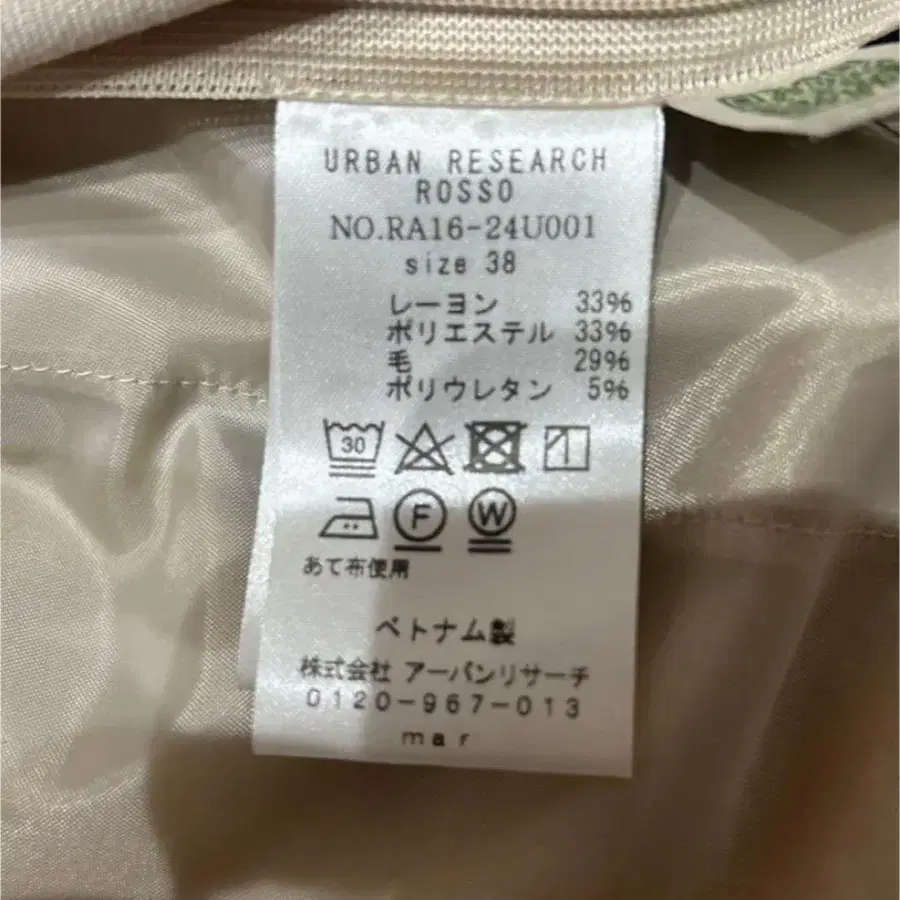 URBAN RESEARCH
ROSSO
NO.RA16-24U001
size 38
レーヨン 33%
ポリエステル 33%
毛 29%
ポリウレタン 5%
30
F W
あて布使用
ベトナム製
株式会社 アーバンリサーチ
0120-967-013
mar